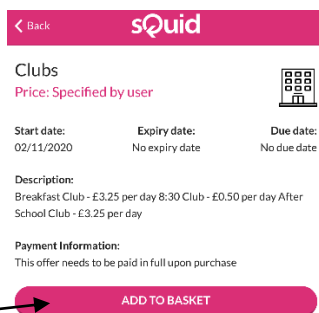 Back
sQuid
Clubs
Price: Specified by user
Start date: Expiry date: Due date:
02/11/2020 No expiry date No due date
Description:
Breakfast Club - £3.25 per day 8:30 Club - £0.50 per day After
School Club - £3.25 per day
Payment Information:
This offer needs to be paid in full upon purchase
ADD TO BASKET